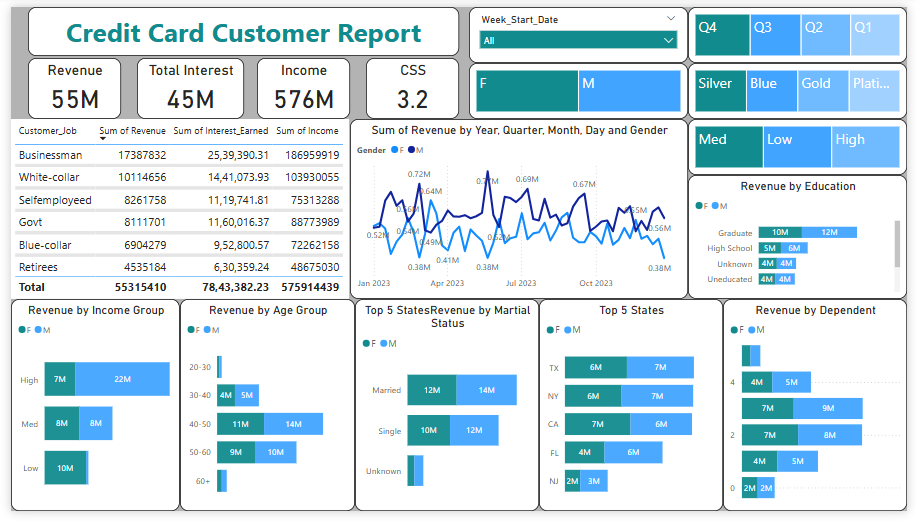 Credit Card Customer Report
Week_Start_Date
All
Q4 Q3 Q2 Q1
F M
Silver Blue Gold Plati...
Med Low High
Revenue
55M
Total Interest
45M
Income
576M
CSS
3.2
Customer_Job Sum of Revenue Sum of Interest_Earned Sum of Income
Businessman 17387832 25,39,390.31 186959919
White-collar 10114656 14,41,073.93 103930055
Selfemployeed 8261758 11,19,741.81 75313288
Govt 8111701 11,60,016.37 88773989
Blue-collar 6904279 9,52,800.57 72262158
Retirees 4535184 6,30,359.24 48675030
Total 55315410 78,43,382.23 575914439
Sum of Revenue by Year, Quarter, Month, Day and Gender
Gender F M
0.72M
0.64M
0.69M
0.67M
0.52M
0.49M
0.41M
0.38M
0.38M
0.56M
0.38M
Jan 2023 Apr 2023 Jul 2023 Oct 2023
Revenue by Education
F M
Graduate 10M 12M
High School 5M 6M
Unknown 4M 4M
Uneducated 4M 4M
Revenue by Income Group
F M
High 7M 22M
Med 8M 8M
Low 10M
Revenue by Age Group
F M
20-30
30-40 4M 5M
40-50 11M 14M
50-60 9M 10M
60+
Top 5 StatesRevenue by Martial
Status
F M
Married 12M 14M
Single 10M 12M
Unknown
Top 5 States
F M
TX 6M 7M
NY 6M 7M
CA 7M 6M
FL 4M 6M
NJ 2M 3M
Revenue by Dependent
F M
4 4M 5M
7M 9M
2 7M 8M
4M 5M
0 2M 2M